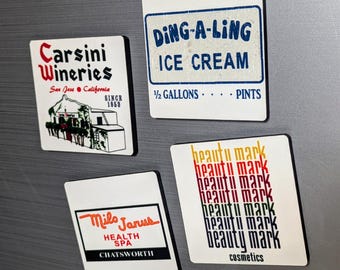 Carsini
Wineries
San Jose • California
SINCE
1950
DiNG-A-LiNG
ICE CREAM
½ GALLONS · · · · PINTS
Milo Janus
HEALTH
SPA
CHATSWORTH
beauty mark
beauty mark
beauty mark
beauty mark
beauty mark
beauty mark
beauty mark
cosmetics